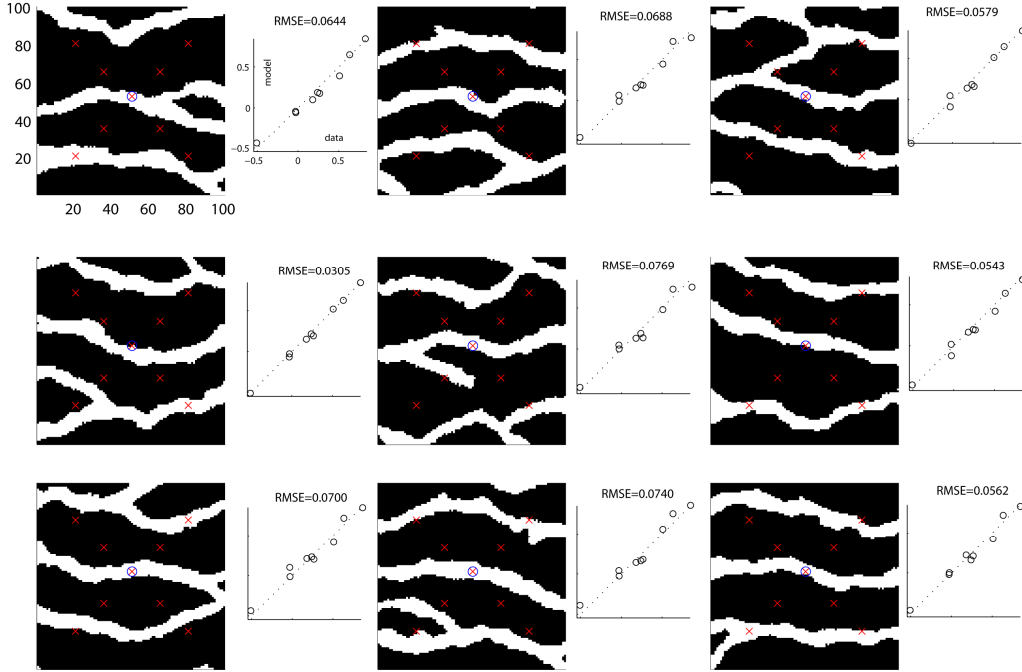 100
80
60
40
20
20 40 60 80 100
RMSE=0.0644
model
0.5
0
−0.5
−0.5 0 0.5
data
RMSE=0.0688
RMSE=0.0579
RMSE=0.0305
RMSE=0.0769
RMSE=0.0543
RMSE=0.0700
RMSE=0.0740
RMSE=0.0562